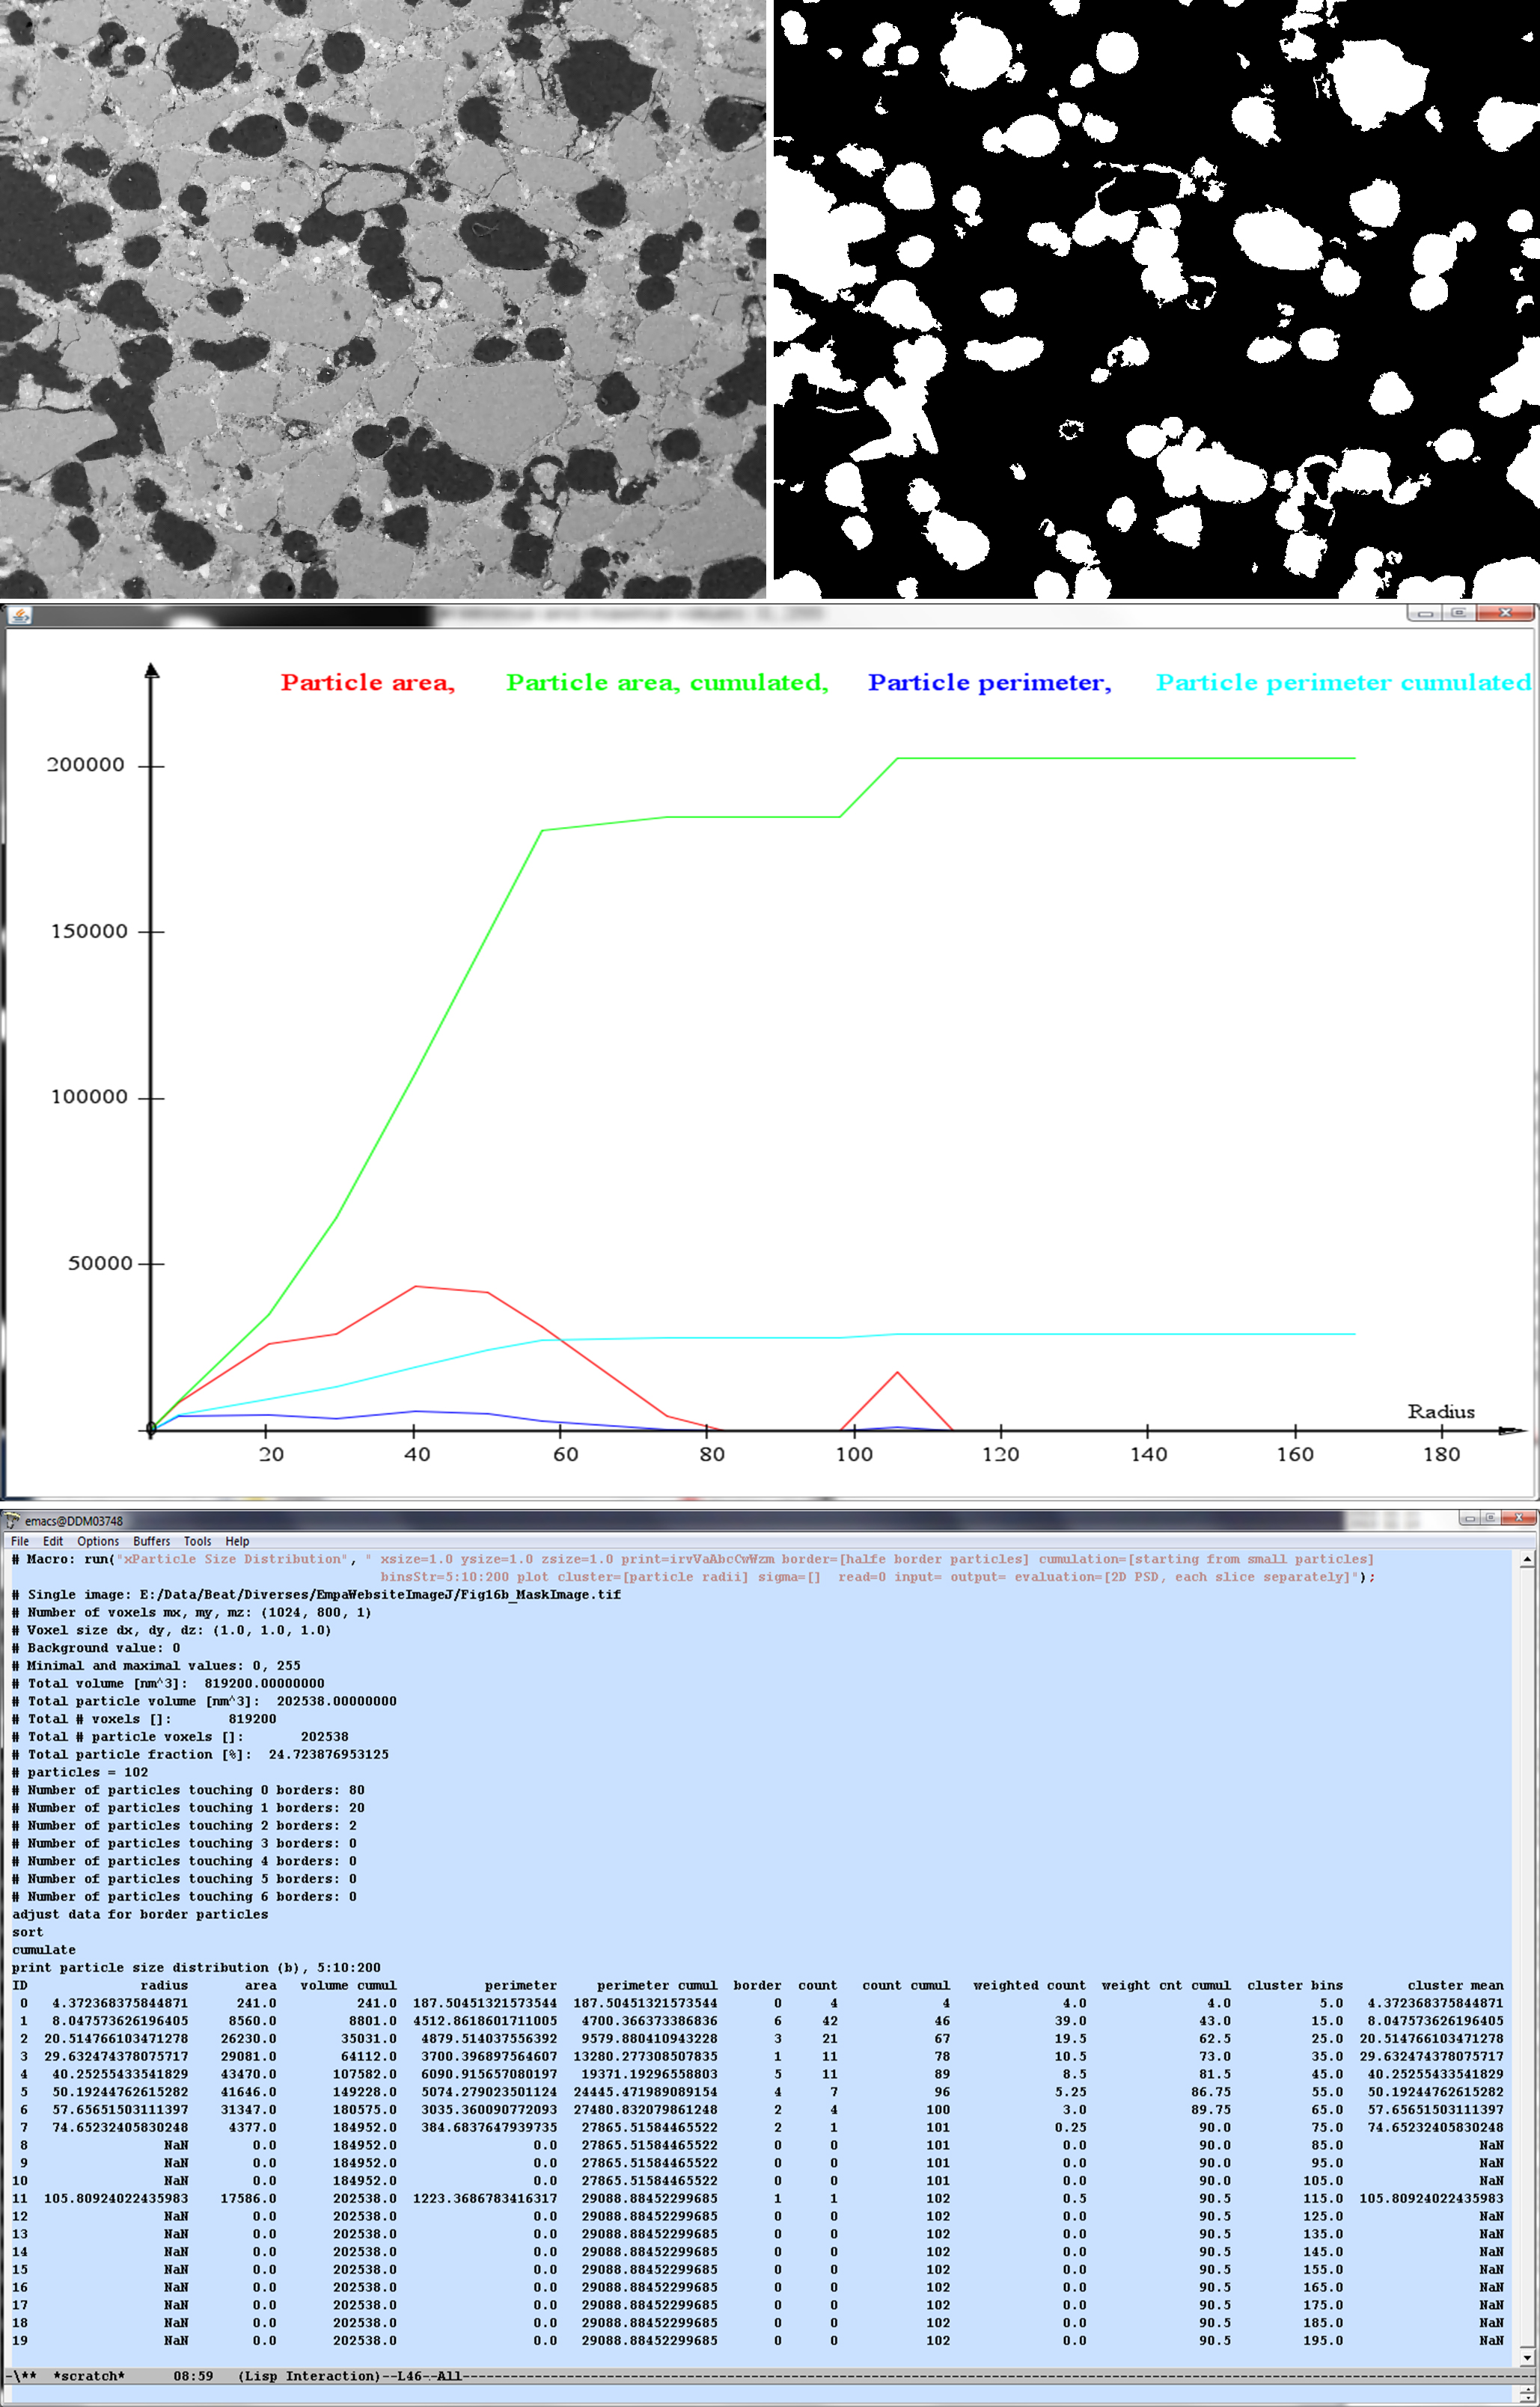 Particle area, Particle area, cumulated, Particle perimeter, Particle perimeter cumulated
200000
150000
100000
50000
0
Radius
20 40 60 80 100 120 140 160 180
emacs@DDM03748
File Edit Options Buffers Tools Help
# Macro: run("xParticle Size Distribution", " xsize=1.0 ysize=1.0 zsize=1.0 print=irvVaAbcCwWzm border=[halfe border particles] cumulation=[starting from small particles]
binsStr=5:10:200 plot cluster=[particle radii] sigma=[]  read=0 input= output= evaluation=[2D PSD, each slice separately]");
# Single image: E:/Data/Beat/Diverses/EmpaWebsiteImageJ/Fig16b_MaskImage.tif
# Number of voxels mx, my, mz: (1024, 800, 1)
# Voxel size dx, dy, dz: (1.0, 1.0, 1.0)
# Background value: 0
# Minimal and maximal values: 0, 255
# Total volume [nm^3]:  819200.00000000
# Total particle volume [nm^3]:  202538.00000000
# Total # voxels []:       819200
# Total # particle voxels []:       202538
# Total particle fraction [%]:  24.723876953125
# particles = 102
# Number of particles touching 0 borders: 80
# Number of particles touching 1 borders: 20
# Number of particles touching 2 borders: 2
# Number of particles touching 3 borders: 0
# Number of particles touching 4 borders: 0
# Number of particles touching 5 borders: 0
# Number of particles touching 6 borders: 0
adjust data for border particles
sort
cumulate
print particle size distribution (b), 5:10:200
ID radius area volume cumul perimeter perimeter cumul border count count cumul weighted count weight cnt cumul cluster bins cluster mean
0 4.372368375844871 241.0 241.0 187.50451321573544 187.50451321573544 0 4 4 4.0 4.0 5.0 4.372368375844871
1 8.047573626196405 8560.0 8801.0 4512.8618601711005 4700.366373386836 6 42 46 39.0 43.0 15.0 8.047573626196405
2 20.514766103471278 26230.0 35031.0 4879.514037556392 9579.880410943228 3 21 67 19.5 62.5 25.0 20.514766103471278
3 29.632474378075717 29081.0 64112.0 3700.396897564607 13280.277308507835 1 11 78 10.5 73.0 35.0 29.632474378075717
4 40.25255433541829 43470.0 107582.0 6090.915657080197 19371.19296558803 5 11 89 8.5 81.5 45.0 40.25255433541829
5 50.19244762615282 41646.0 149228.0 5074.279023501124 24445.471989089154 4 7 96 5.25 86.75 55.0 50.19244762615282
6 57.65651503111397 31347.0 180575.0 3035.360090772093 27480.832079861248 2 4 100 3.0 89.75 65.0 57.65651503111397
7 74.65232405830248 4377.0 184952.0 384.6837647939735 27865.51584465522 2 1 101 0.25 90.0 75.0 74.65232405830248
8 NaN 0.0 184952.0 0.0 27865.51584465522 0 0 101 0.0 90.0 85.0 NaN
9 NaN 0.0 184952.0 0.0 27865.51584465522 0 0 101 0.0 90.0 95.0 NaN
10 NaN 0.0 184952.0 0.0 27865.51584465522 0 0 101 0.0 90.0 105.0 NaN
11 105.80924022435983 17586.0 202538.0 1223.3686783416317 29088.88452299685 1 1 102 0.5 90.5 115.0 105.80924022435983
12 NaN 0.0 202538.0 0.0 29088.88452299685 0 0 102 0.0 90.5 125.0 NaN
13 NaN 0.0 202538.0 0.0 29088.88452299685 0 0 102 0.0 90.5 135.0 NaN
14 NaN 0.0 202538.0 0.0 29088.88452299685 0 0 102 0.0 90.5 145.0 NaN
15 NaN 0.0 202538.0 0.0 29088.88452299685 0 0 102 0.0 90.5 155.0 NaN
16 NaN 0.0 202538.0 0.0 29088.88452299685 0 0 102 0.0 90.5 165.0 NaN
17 NaN 0.0 202538.0 0.0 29088.88452299685 0 0 102 0.0 90.5 175.0 NaN
18 NaN 0.0 202538.0 0.0 29088.88452299685 0 0 102 0.0 90.5 185.0 NaN
19 NaN 0.0 202538.0 0.0 29088.88452299685 0 0 102 0.0 90.5 195.0 NaN
-\**  *scratch*      08:59   (Lisp Interaction)--L46--All---